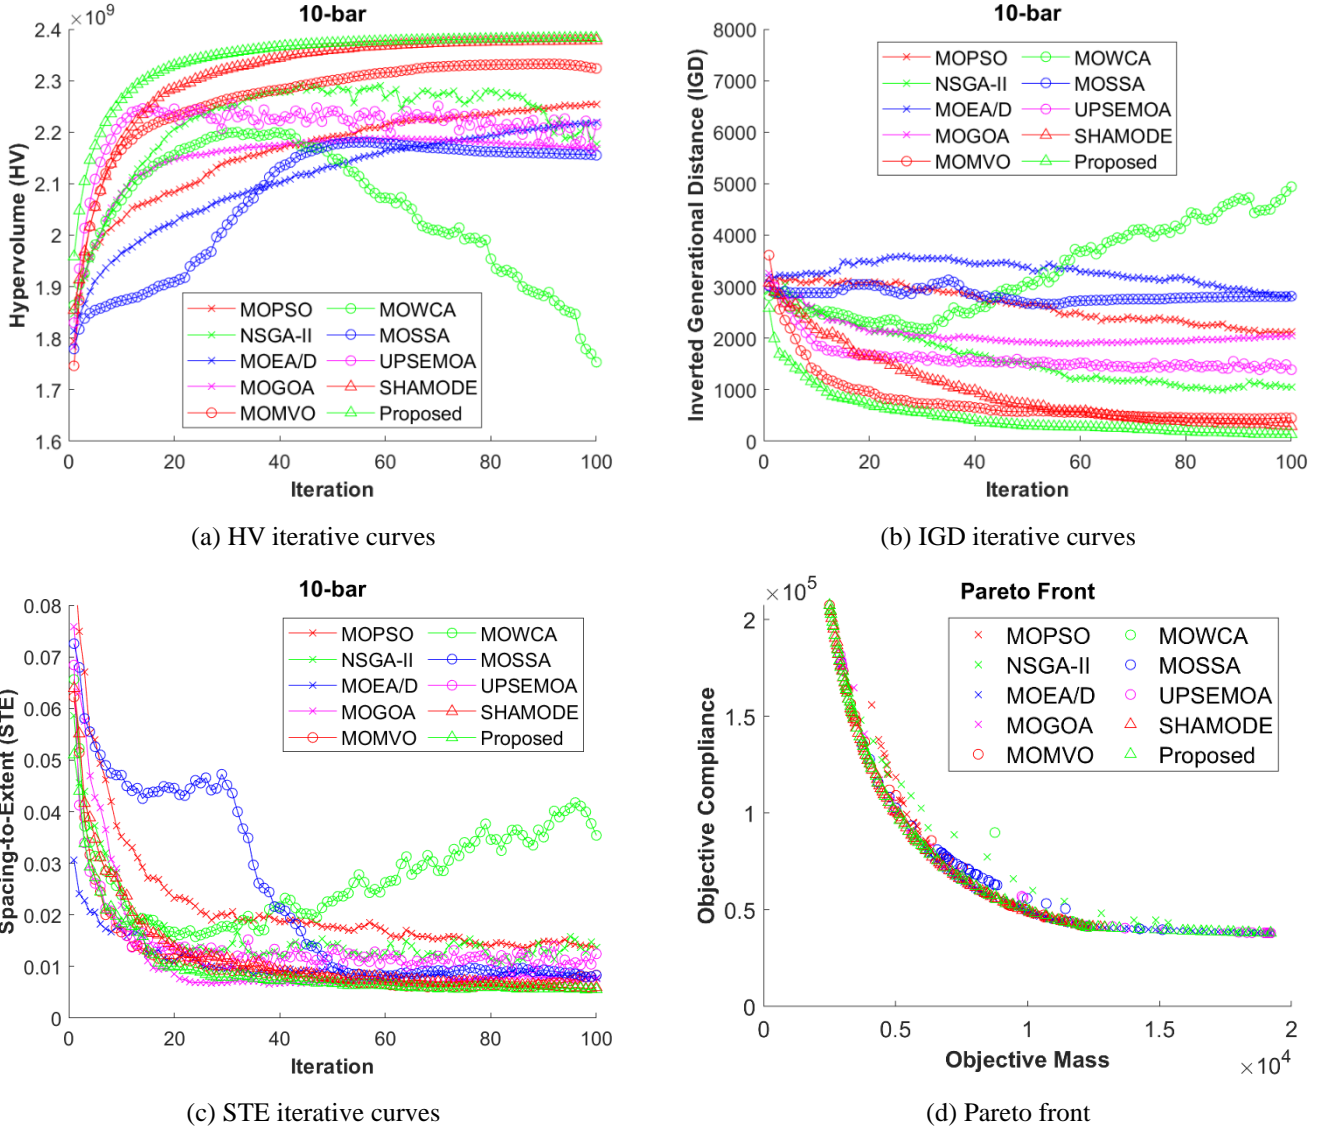 10-bar
×10⁹
2.4
2.3
2.2
2.1
2
1.9
1.8
1.7
1.6
Hypervolume (HV)
MOPSO
NSGA-II
MOEA/D
MOGOA
MOMVO
MOWCA
MOSSA
UPSEMOA
SHAMODE
Proposed
0 20 40 60 80 100
Iteration
(a) HV iterative curves
10-bar
8000
7000
6000
5000
4000
3000
2000
1000
0
Inverted Generational Distance (IGD)
MOPSO
NSGA-II
MOEA/D
MOGOA
MOMVO
MOWCA
MOSSA
UPSEMOA
SHAMODE
Proposed
0 20 40 60 80 100
Iteration
(b) IGD iterative curves
10-bar
0.08
0.07
0.06
0.05
0.04
0.03
0.02
0.01
0
Spacing-to-Extent (STE)
MOPSO
NSGA-II
MOEA/D
MOGOA
MOMVO
MOWCA
MOSSA
UPSEMOA
SHAMODE
Proposed
0 20 40 60 80 100
Iteration
(c) STE iterative curves
×10⁵
Pareto Front
2
1.5
1
0.5
0
Objective Compliance
MOPSO
NSGA-II
MOEA/D
MOGOA
MOMVO
MOWCA
MOSSA
UPSEMOA
SHAMODE
Proposed
0 0.5 1 1.5 2
Objective Mass
×10⁴
(d) Pareto front